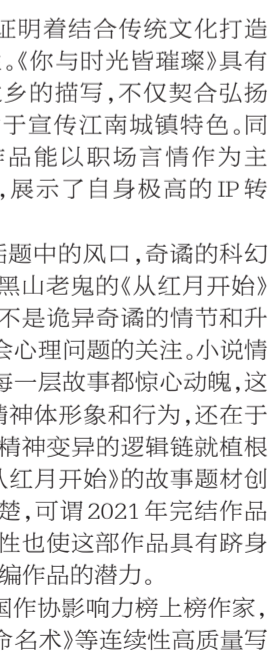 证明着结合传统文化打造
。《你与时光皆璀璨》具有
乡的描写，不仅契合弘扬
于宣传江南城镇特色。同
作品能以职场言情作为主
，展示了自身极高的IP转
话题中的风口，奇谲的科幻
黑山老鬼的《从红月开始》
不是诡异奇谲的情节和升
会心理问题的关注。小说情
每一层故事都惊心动魄，这
精神体形象和行为，还在于
精神变异的逻辑链就植根
从红月开始》的故事题材创
楚，可谓2021年完结作品
性也使这部作品具有跻身
编作品的潜力。
国作协影响力榜上榜作家，
命名术》等连续性高质量写